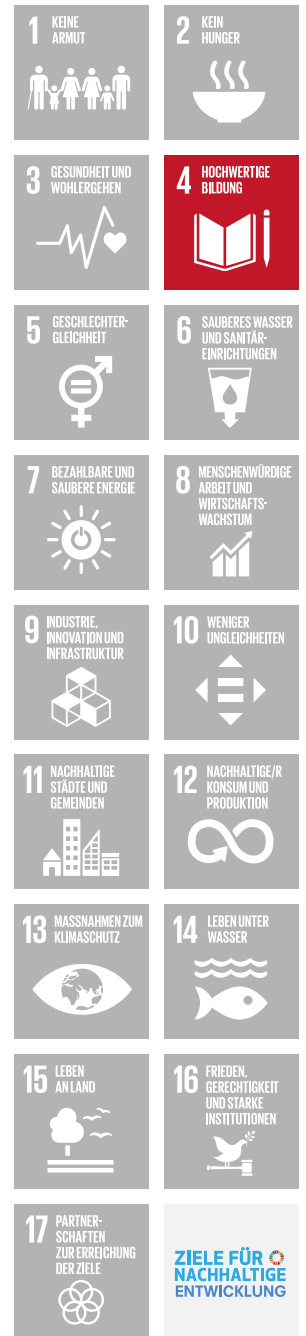 1 KEINE
ARMUT
2 KEIN
HUNGER
3 GESUNDHEIT UND
WOHLERGEHEN
4 HOCHWERTIGE
BILDUNG
5 GESCHLECHTER-
GLEICHHEIT
6 SAUBERES WASSER
UND SANITÄR-
EINRICHTUNGEN
7 BEZAHLBARE UND
SAUBERE ENERGIE
8 MENSCHENWÜRDIGE
ARBEIT UND
WIRTSCHAFTS-
WACHSTUM
9 INDUSTRIE,
INNOVATION UND
INFRASTRUKTUR
10 WENIGER
UNGLEICHHEITEN
11 NACHHALTIGE
STÄDTE UND
GEMEINDEN
12 NACHHALTIGE/R
KONSUM UND
PRODUKTION
13 MASSNAHMEN ZUM
KLIMASCHUTZ
14 LEBEN UNTER
WASSER
15 LEBEN
AN LAND
16 FRIEDEN,
GERECHTIGKEIT
UND STARKE
INSTITUTIONEN
17 PARTNER-
SCHAFTEN
ZUR ERREICHUNG
DER ZIELE
ZIELE FÜR
NACHHALTIGE
ENTWICKLUNG